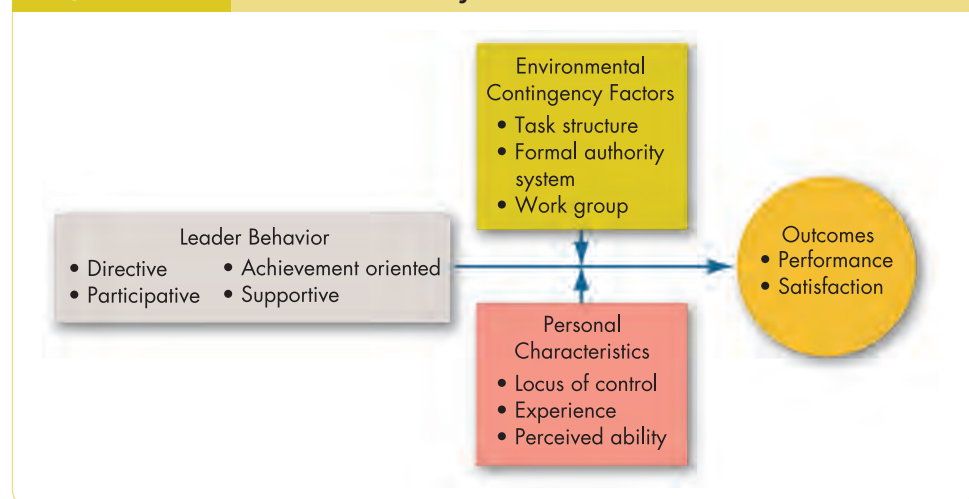 Leader Behavior
• Directive
• Participative
• Achievement oriented
• Supportive
Environmental
Contingency Factors
• Task structure
• Formal authority
system
• Work group
Personal
Characteristics
• Locus of control
• Experience
• Perceived ability
Outcomes
• Performance
• Satisfaction